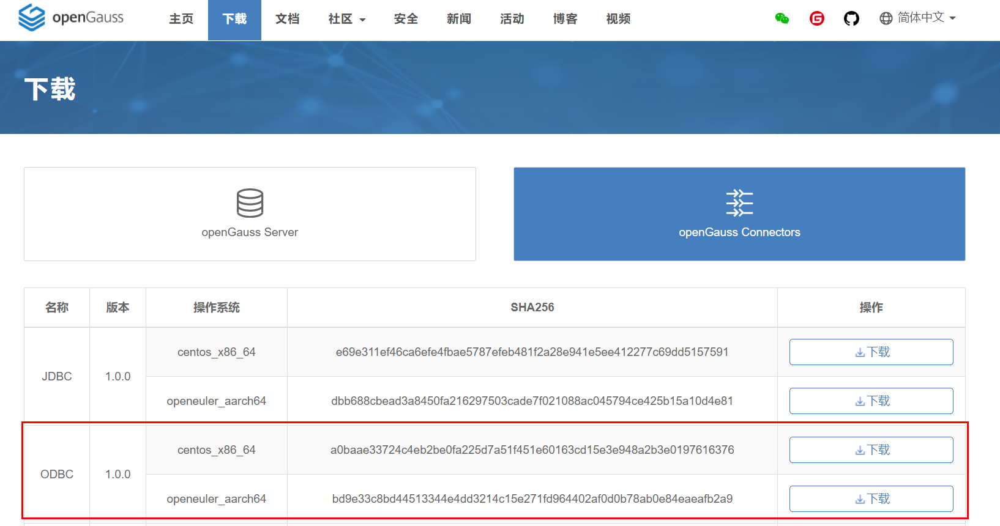 openGauss 主页 下载 文档 社区 安全 新闻 活动 博客 视频 简体中文
下载
openGauss Server
openGauss Connectors
名称 版本 操作系统 SHA256 操作
centos_x86_64 e69e311ef46ca6efe4fbae5787efeb481f2a28e941e5ee412277c69dd5157591 下载
JDBC 1.0.0
openeuler_aarch64 dbb688cbead3a8450fa216297503cade7f021088ac045794ce425b15a10d4e81 下载
centos_x86_64 a0baae33724c4eb2be0fa225d7a51f451e60163cd15e3e948a2b3e0197616376 下载
ODBC 1.0.0
openeuler_aarch64 bd9e33c8bd44513344e4dd3214c15e271fd964402af0d0b78ab0e84eaeafb2a9 下载